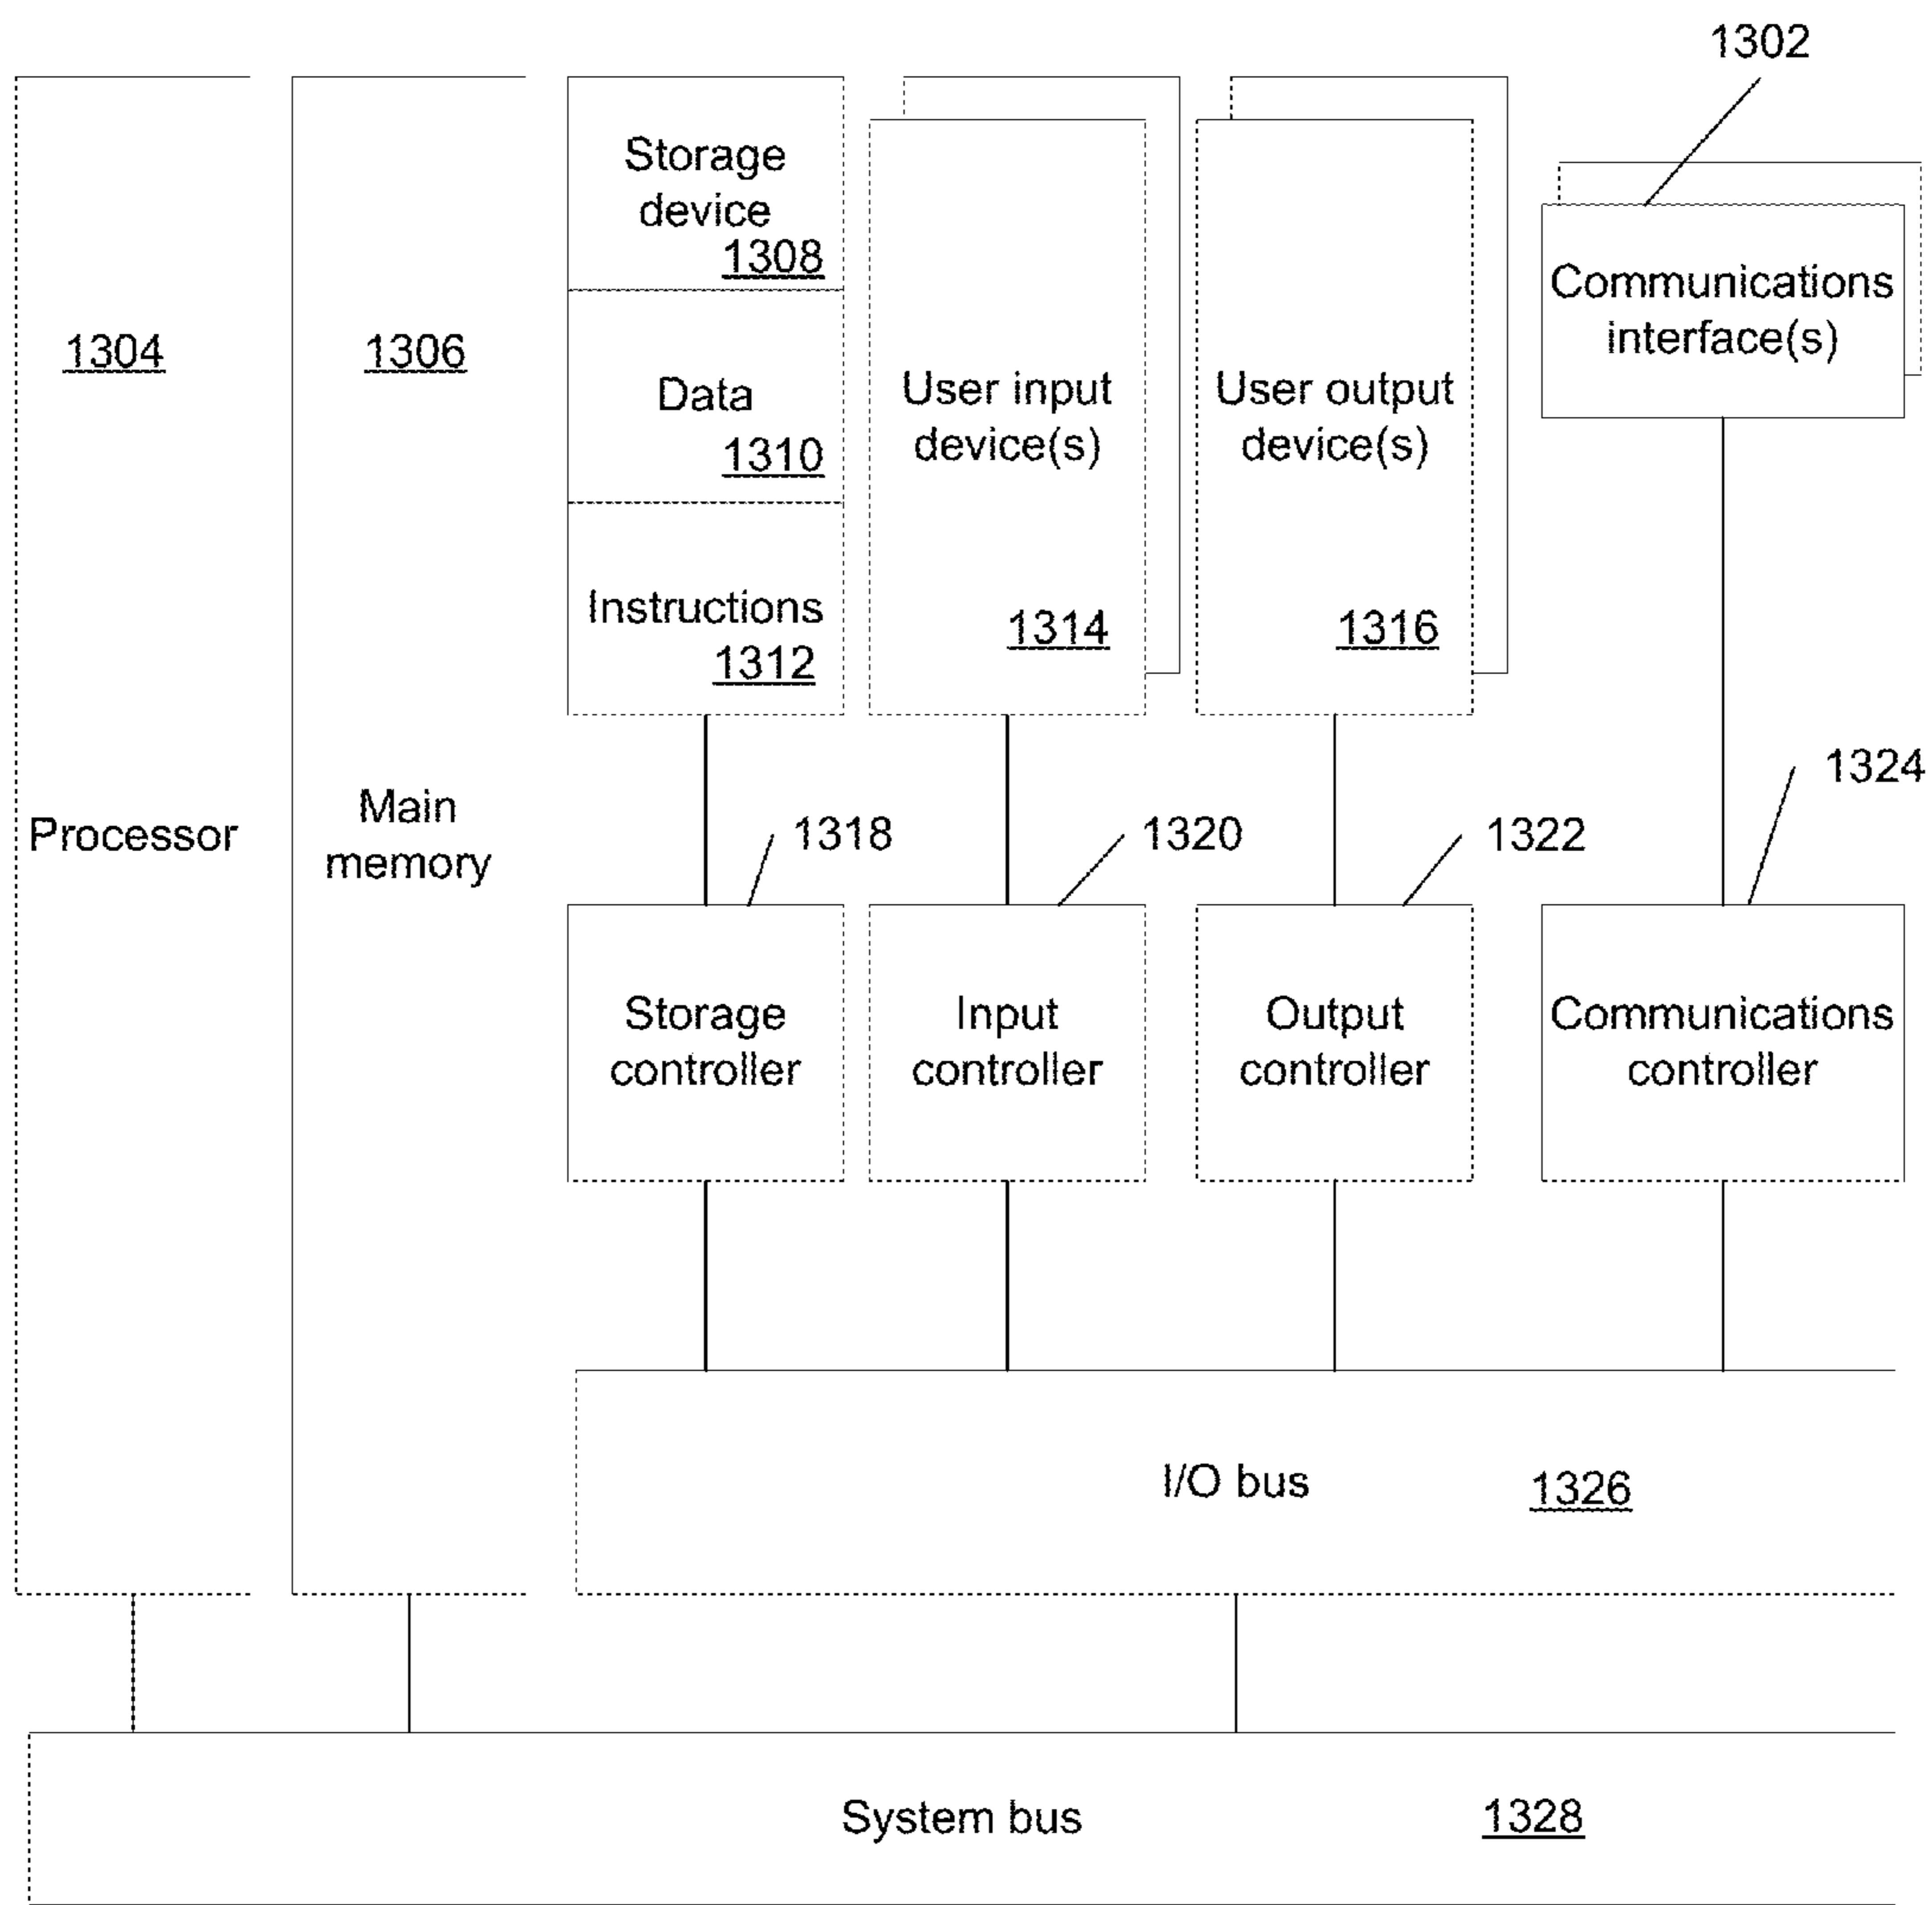 1302
Storage
device
1308
Communications
interface(s)
1304
1306
Data
1310
User input
device(s)
User output
device(s)
Instructions
1312
1314
1316
1324
Processor
Main
memory
1318
1320
1322
Storage
controller
Input
controller
Output
controller
Communications
controller
I/O bus
1326
System bus
1328